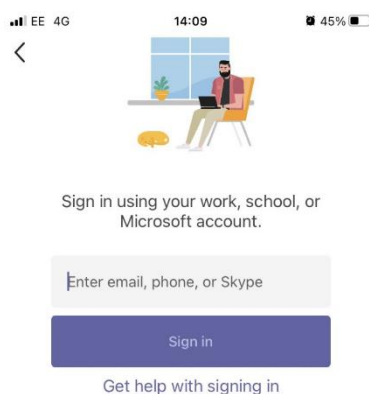 EE 4G 14:09 45%
Sign in using your work, school, or
Microsoft account.
Enter email, phone, or Skype
Sign in
Get help with signing in